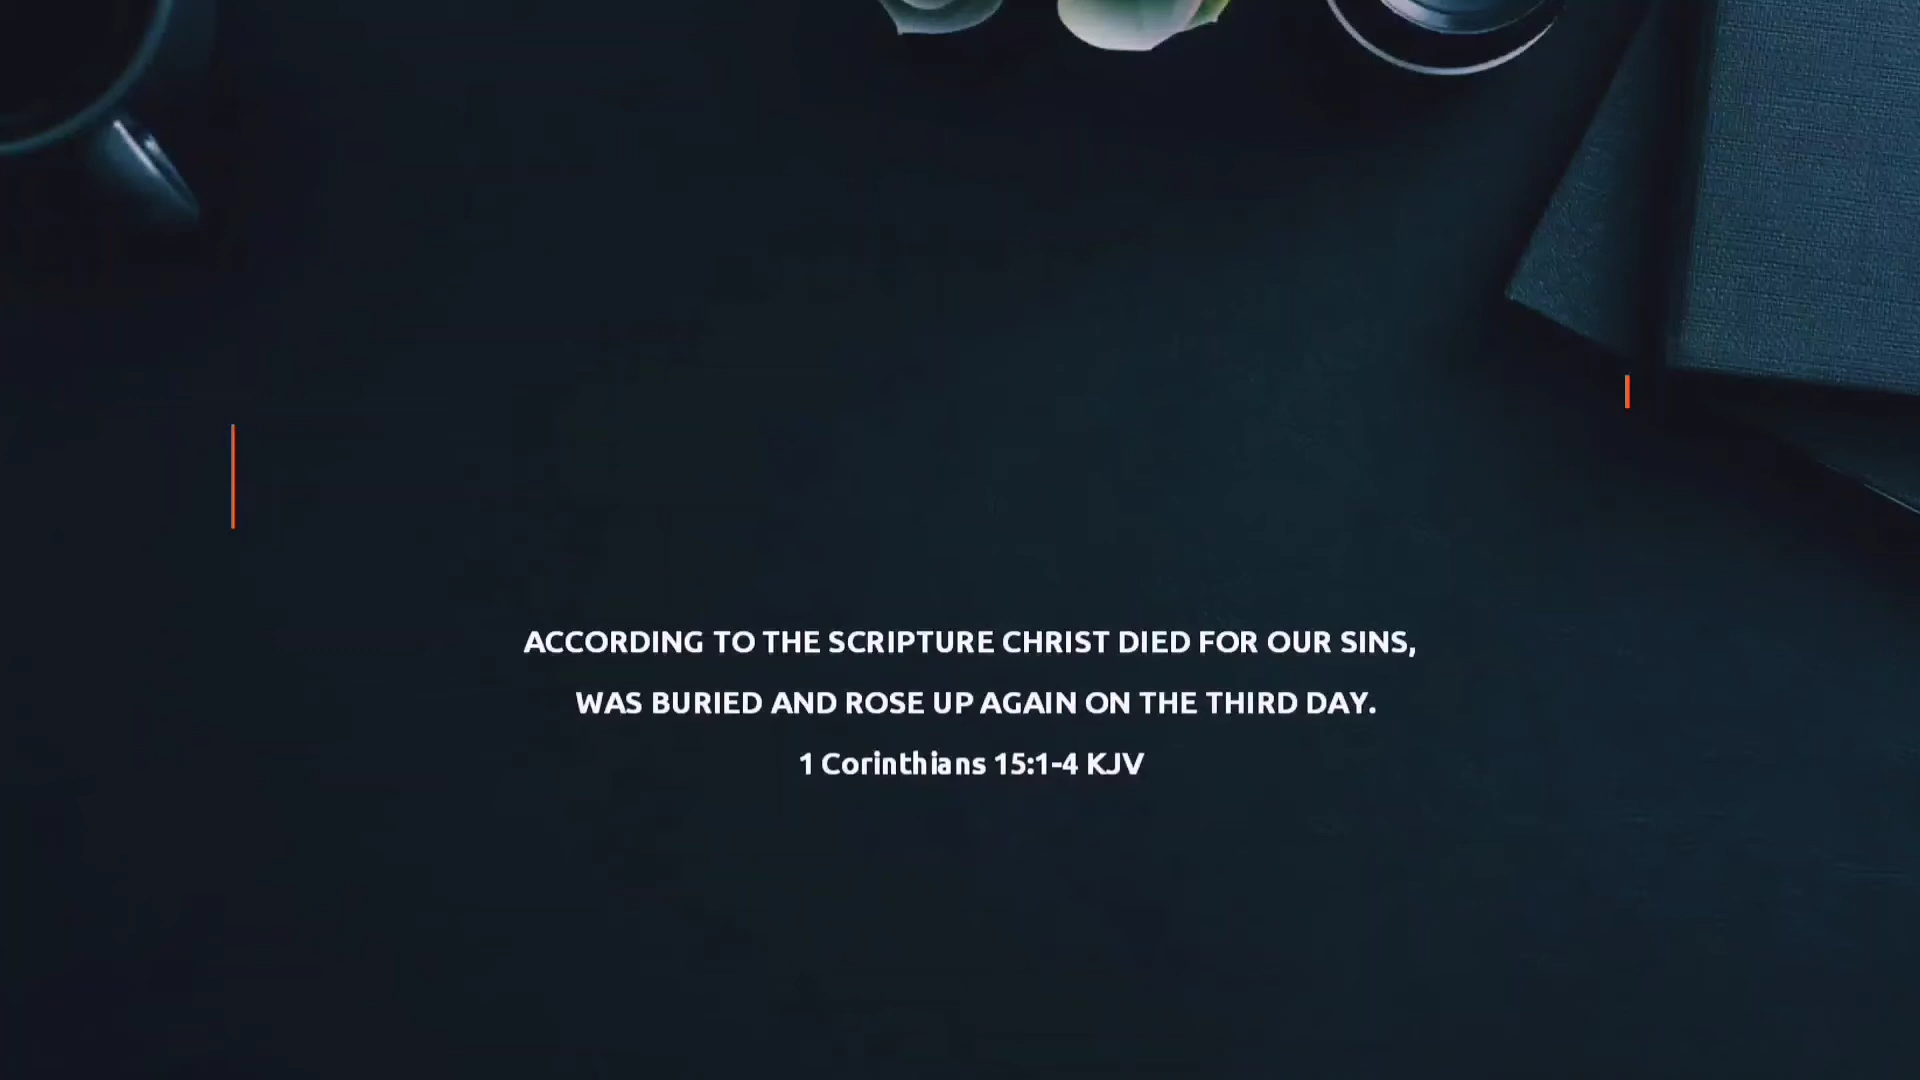 ACCORDING TO THE SCRIPTURE CHRIST DIED FOR OUR SINS,
WAS BURIED AND ROSE UP AGAIN ON THE THIRD DAY.
1 Corinthians 15:1-4 KJV